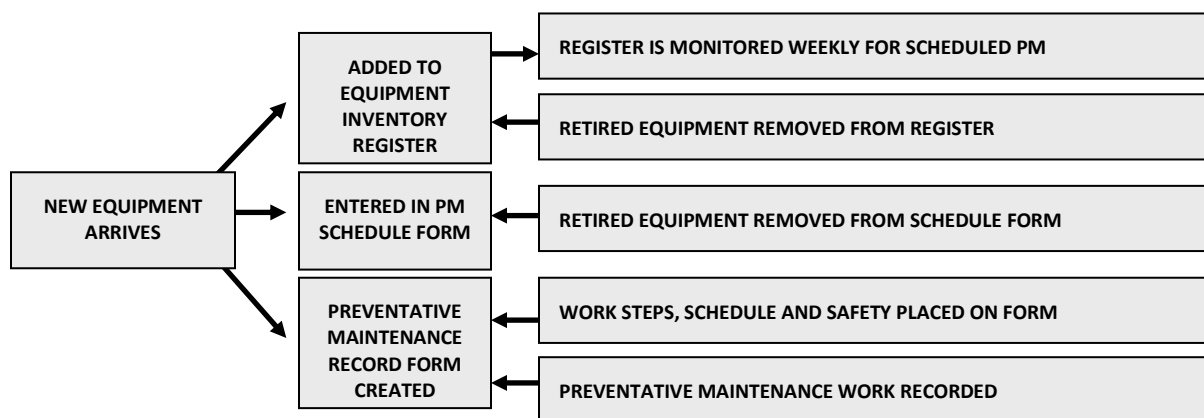 NEW EQUIPMENT
ARRIVES
ADDED TO
EQUIPMENT
INVENTORY
REGISTER
REGISTER IS MONITORED WEEKLY FOR SCHEDULED PM
RETIRED EQUIPMENT REMOVED FROM REGISTER
ENTERED IN PM
SCHEDULE FORM
RETIRED EQUIPMENT REMOVED FROM SCHEDULE FORM
PREVENTATIVE
MAINTENANCE
RECORD FORM
CREATED
WORK STEPS, SCHEDULE AND SAFETY PLACED ON FORM
PREVENTATIVE MAINTENANCE WORK RECORDED